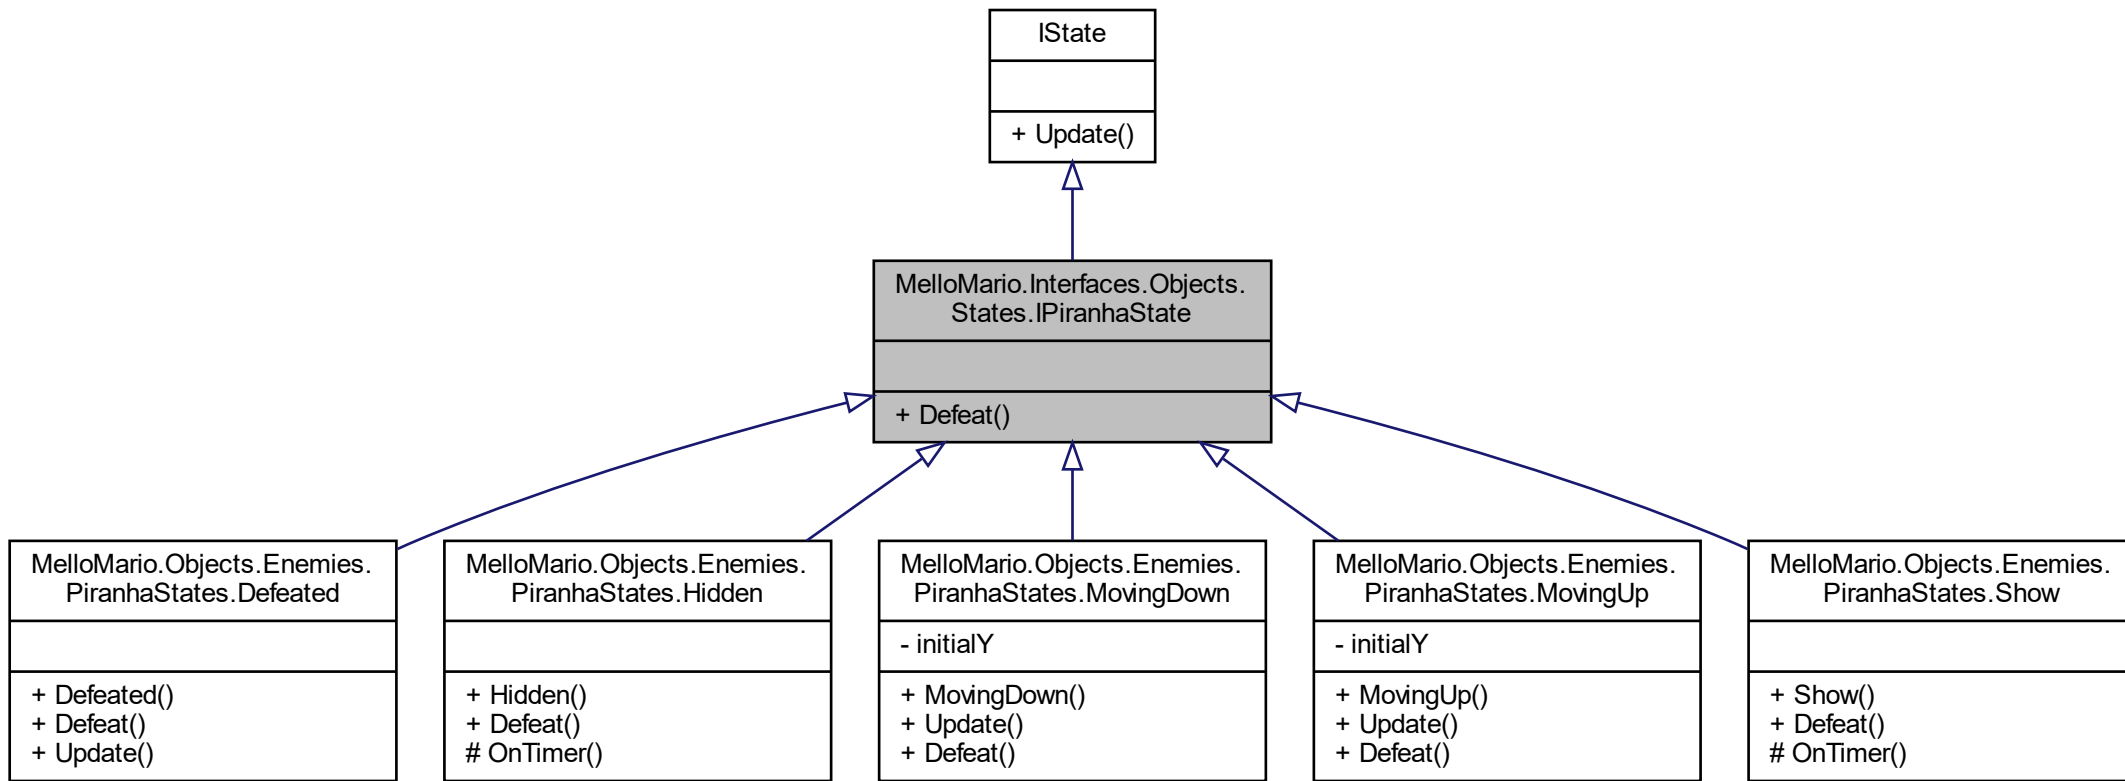 IState
+ Update()
MelloMario.Interfaces.Objects.
States.IPiranhaState
+ Defeat()
MelloMario.Objects.Enemies.
PiranhaStates.Defeated
+ Defeated()
+ Defeat()
+ Update()
MelloMario.Objects.Enemies.
PiranhaStates.Hidden
+ Hidden()
+ Defeat()
# OnTimer()
MelloMario.Objects.Enemies.
PiranhaStates.MovingDown
- initialY
+ MovingDown()
+ Update()
+ Defeat()
MelloMario.Objects.Enemies.
PiranhaStates.MovingUp
- initialY
+ MovingUp()
+ Update()
+ Defeat()
MelloMario.Objects.Enemies.
PiranhaStates.Show
+ Show()
+ Defeat()
# OnTimer()